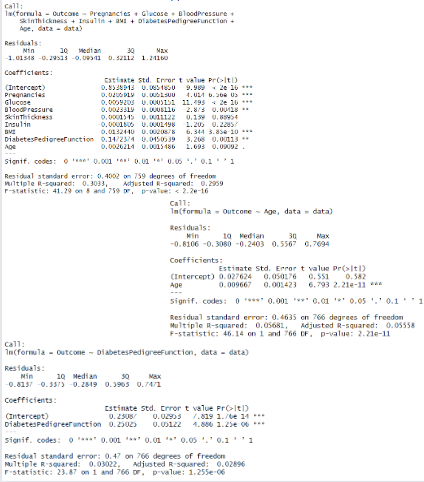 Call:
lm(formula = Outcome ~ Pregnancies + Glucose + BloodPressure +
SkinThickness + Insulin + BMI + DiabetesPedigreeFunction +
Age, data = data)
Residuals:
Min 1Q Median 3Q Max
-1.01348 -0.29513 -0.09541 0.32112 1.24160
Coefficients:
Estimate Std. Error t value Pr(>|t|)
(Intercept) -0.8538943 0.0854850 -9.989 < 2e-16 ***
Pregnancies 0.0205919 0.0051300 4.014 6.56e-05 ***
Glucose 0.0059203 0.0005151 11.493 < 2e-16 ***
BloodPressure -0.0023319 0.0008116 -2.873 0.00418 **
SkinThickness 0.0001545 0.0011122 0.139 0.88954
Insulin -0.0001805 0.0001498 -1.205 0.22857
BMI 0.0132440 0.0020878 6.344 3.85e-10 ***
DiabetesPedigreeFunction 0.1472374 0.0450539 3.268 0.00113 **
Age 0.0026214 0.0015486 1.693 0.09092 .
---
Signif. codes: 0 '***' 0.001 '**' 0.01 '*' 0.05 '.' 0.1 ' ' 1
Residual standard error: 0.4002 on 759 degrees of freedom
Multiple R-squared: 0.3033, Adjusted R-squared: 0.2959
F-statistic: 41.29 on 8 and 759 DF, p-value: < 2.2e-16
Call:
lm(formula = Outcome ~ Age, data = data)
Residuals:
Min 1Q Median 3Q Max
-0.8106 -0.3080 -0.2403 0.5567 0.7694
Coefficients:
Estimate Std. Error t value Pr(>|t|)
(Intercept) 0.027624 0.050176 0.551 0.582
Age 0.009667 0.001423 6.793 2.21e-11 ***
---
Signif. codes: 0 '***' 0.001 '**' 0.01 '*' 0.05 '.' 0.1 ' ' 1
Residual standard error: 0.4635 on 766 degrees of freedom
Multiple R-squared: 0.05681, Adjusted R-squared: 0.05558
F-statistic: 46.14 on 1 and 766 DF, p-value: 2.21e-11
Call:
lm(formula = Outcome ~ DiabetesPedigreeFunction, data = data)
Residuals:
Min 1Q Median 3Q Max
-0.8137 -0.3375 -0.2849 0.5963 0.7471
Coefficients:
Estimate Std. Error t value Pr(>|t|)
(Intercept) 0.23087 0.02953 7.819 1.76e-14 ***
DiabetesPedigreeFunction 0.25025 0.05122 4.886 1.25e-06 ***
---
Signif. codes: 0 '***' 0.001 '**' 0.01 '*' 0.05 '.' 0.1 ' ' 1
Residual standard error: 0.47 on 766 degrees of freedom
Multiple R-squared: 0.03022, Adjusted R-squared: 0.02896
F-statistic: 23.87 on 1 and 766 DF, p-value: 1.255e-06